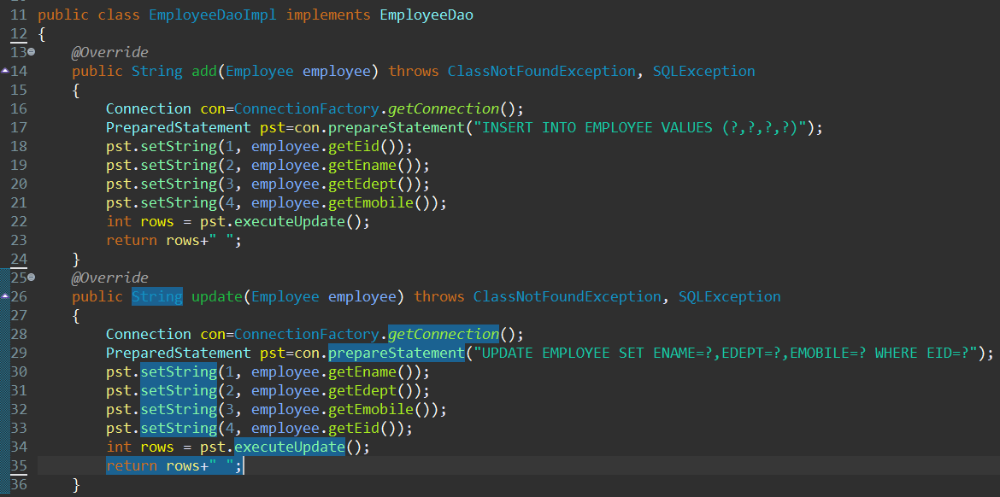 11 public class EmployeeDaoImpl implements EmployeeDao
12 {
13 @Override
14 public String add(Employee employee) throws ClassNotFoundException, SQLException
15 {
16 Connection con=ConnectionFactory.getConnection();
17 PreparedStatement pst=con.prepareStatement("INSERT INTO EMPLOYEE VALUES (?,?,?,?)");
18 pst.setString(1, employee.getEid());
19 pst.setString(2, employee.getEname());
20 pst.setString(3, employee.getEdept());
21 pst.setString(4, employee.getEmobile());
22 int rows = pst.executeUpdate();
23 return rows+" ";
24 }
25 @Override
26 public String update(Employee employee) throws ClassNotFoundException, SQLException
27 {
28 Connection con=ConnectionFactory.getConnection();
29 PreparedStatement pst=con.prepareStatement("UPDATE EMPLOYEE SET ENAME=?,EDEPT=?,EMOBILE=? WHERE EID=?");
30 pst.setString(1, employee.getEname());
31 pst.setString(2, employee.getEdept());
32 pst.setString(3, employee.getEmobile());
33 pst.setString(4, employee.getEid());
34 int rows = pst.executeUpdate();
35 return rows+" ";
36 }